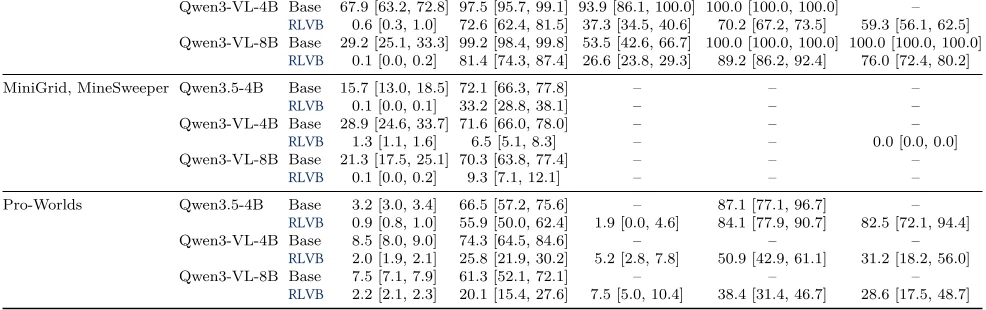 Qwen3-VL-4B Base 67.9 [63.2, 72.8] 97.5 [95.7, 99.1] 93.9 [86.1, 100.0] 100.0 [100.0, 100.0] –
RLVB 0.6 [0.3, 1.0] 72.6 [62.4, 81.5] 37.3 [34.5, 40.6] 70.2 [67.2, 73.5] 59.3 [56.1, 62.5]
Qwen3-VL-8B Base 29.2 [25.1, 33.3] 99.2 [98.4, 99.8] 53.5 [42.6, 66.7] 100.0 [100.0, 100.0] 100.0 [100.0, 100.0]
RLVB 0.1 [0.0, 0.2] 81.4 [74.3, 87.4] 26.6 [23.8, 29.3] 89.2 [86.2, 92.4] 76.0 [72.4, 80.2]
MiniGrid, MineSweeper Qwen3.5-4B Base 15.7 [13.0, 18.5] 72.1 [66.3, 77.8] – – –
RLVB 0.1 [0.0, 0.1] 33.2 [28.8, 38.1] – – –
Qwen3-VL-4B Base 28.9 [24.6, 33.7] 71.6 [66.0, 78.0] – – –
RLVB 1.3 [1.1, 1.6] 6.5 [5.1, 8.3] – – 0.0 [0.0, 0.0]
Qwen3-VL-8B Base 21.3 [17.5, 25.1] 70.3 [63.8, 77.4] – – –
RLVB 0.1 [0.0, 0.2] 9.3 [7.1, 12.1] – – –
Pro-Worlds Qwen3.5-4B Base 3.2 [3.0, 3.4] 66.5 [57.2, 75.6] – 87.1 [77.1, 96.7] –
RLVB 0.9 [0.8, 1.0] 55.9 [50.0, 62.4] 1.9 [0.0, 4.6] 84.1 [77.9, 90.7] 82.5 [72.1, 94.4]
Qwen3-VL-4B Base 8.5 [8.0, 9.0] 74.3 [64.5, 84.6] – – –
RLVB 2.0 [1.9, 2.1] 25.8 [21.9, 30.2] 5.2 [2.8, 7.8] 50.9 [42.9, 61.1] 31.2 [18.2, 56.0]
Qwen3-VL-8B Base 7.5 [7.1, 7.9] 61.3 [52.1, 72.1] – – –
RLVB 2.2 [2.1, 2.3] 20.1 [15.4, 27.6] 7.5 [5.0, 10.4] 38.4 [31.4, 46.7] 28.6 [17.5, 48.7]